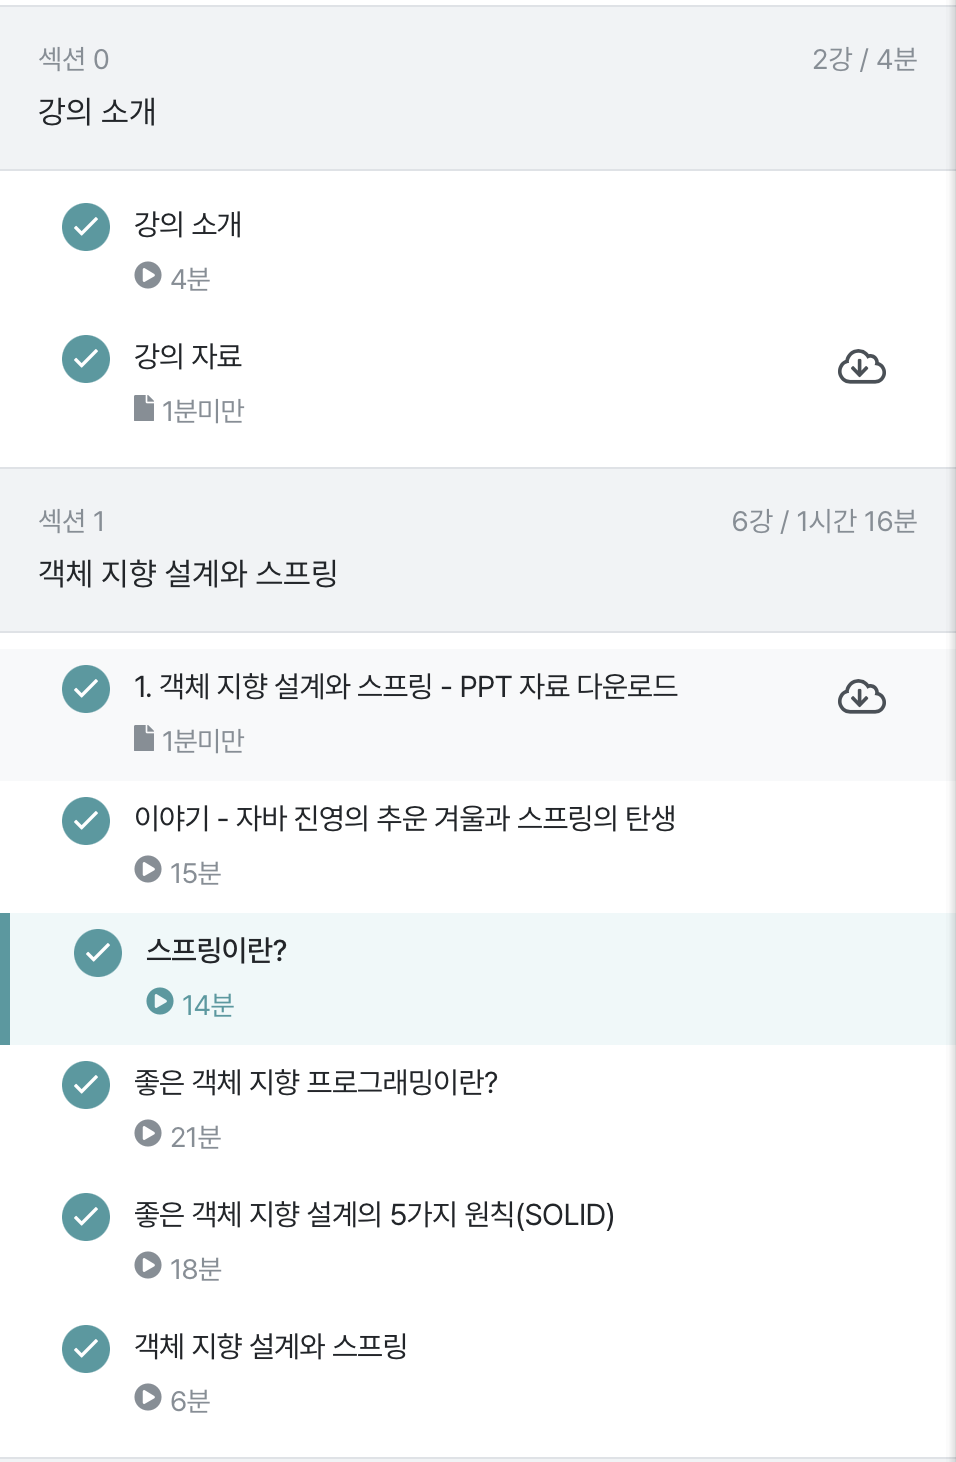 섹션 0
2강 / 4분
강의 소개
강의 소개
4분
강의 자료
1분미만
섹션 1
6강 / 1시간 16분
객체 지향 설계와 스프링
1. 객체 지향 설계와 스프링 - PPT 자료 다운로드
1분미만
이야기 - 자바 진영의 추운 겨울과 스프링의 탄생
15분
스프링이란?
14분
좋은 객체 지향 프로그래밍이란?
21분
좋은 객체 지향 설계의 5가지 원칙(SOLID)
18분
객체 지향 설계와 스프링
6분